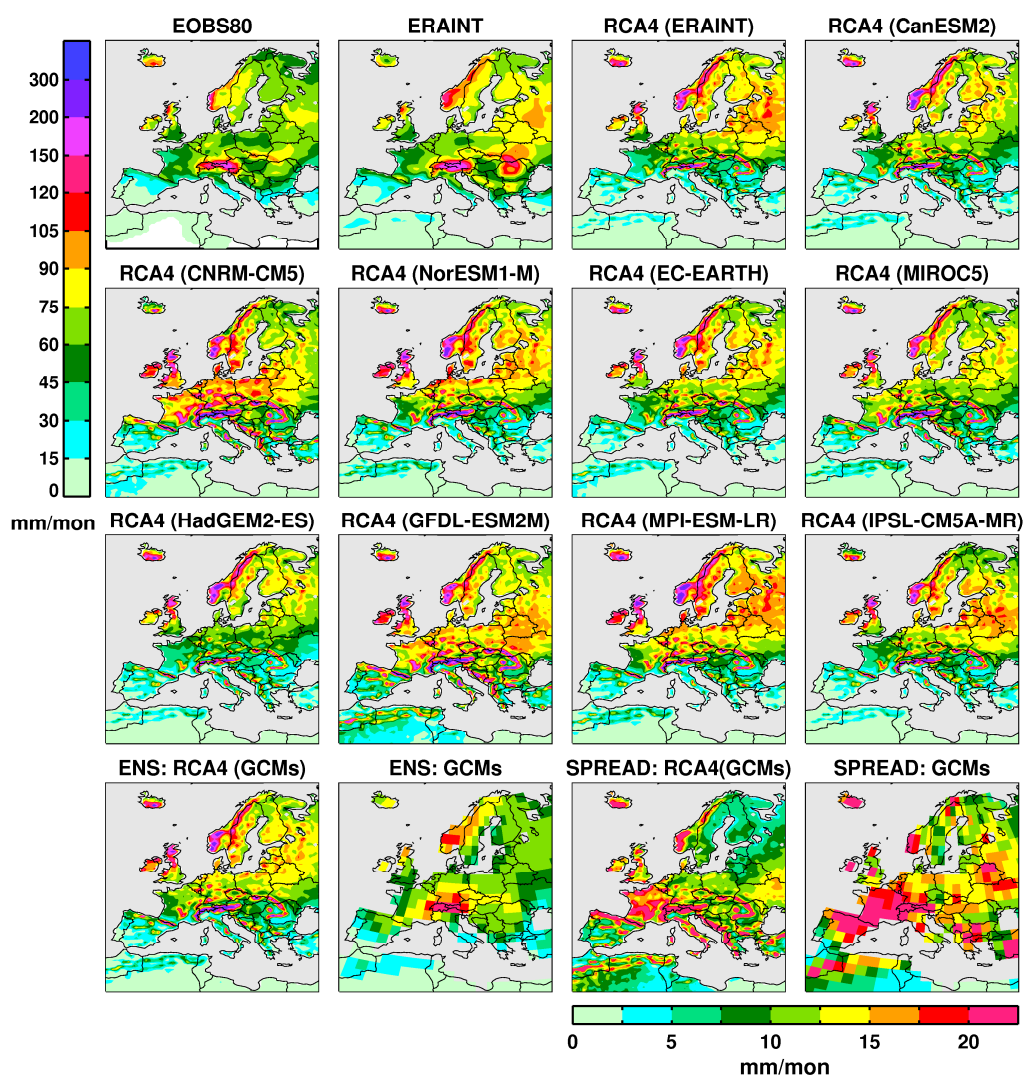 EOBS80 ERAINT RCA4 (ERAINT) RCA4 (CanESM2)
300
200
150
120
105
90
75
60
45
30
15
0
mm/mon
RCA4 (CNRM-CM5) RCA4 (NorESM1-M) RCA4 (EC-EARTH) RCA4 (MIROC5)
RCA4 (HadGEM2-ES) RCA4 (GFDL-ESM2M) RCA4 (MPI-ESM-LR) RCA4 (IPSL-CM5A-MR)
ENS: RCA4 (GCMs) ENS: GCMs SPREAD: RCA4(GCMs) SPREAD: GCMs
0 5 10 15 20
mm/mon